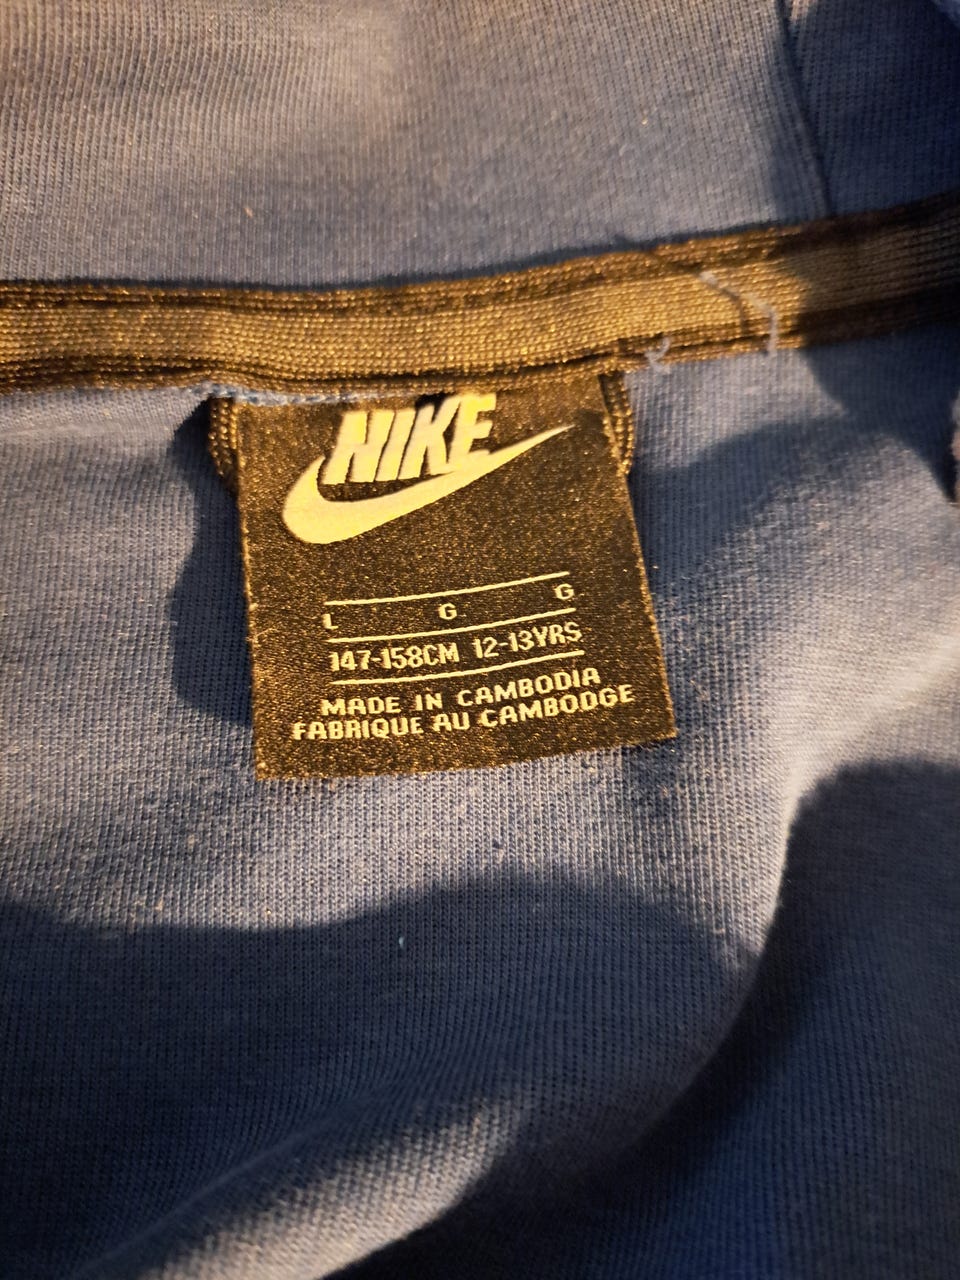 NIKE
L G G
147-158CM 12-13YRS
MADE IN CAMBODIA
FABRIQUE AU CAMBODGE